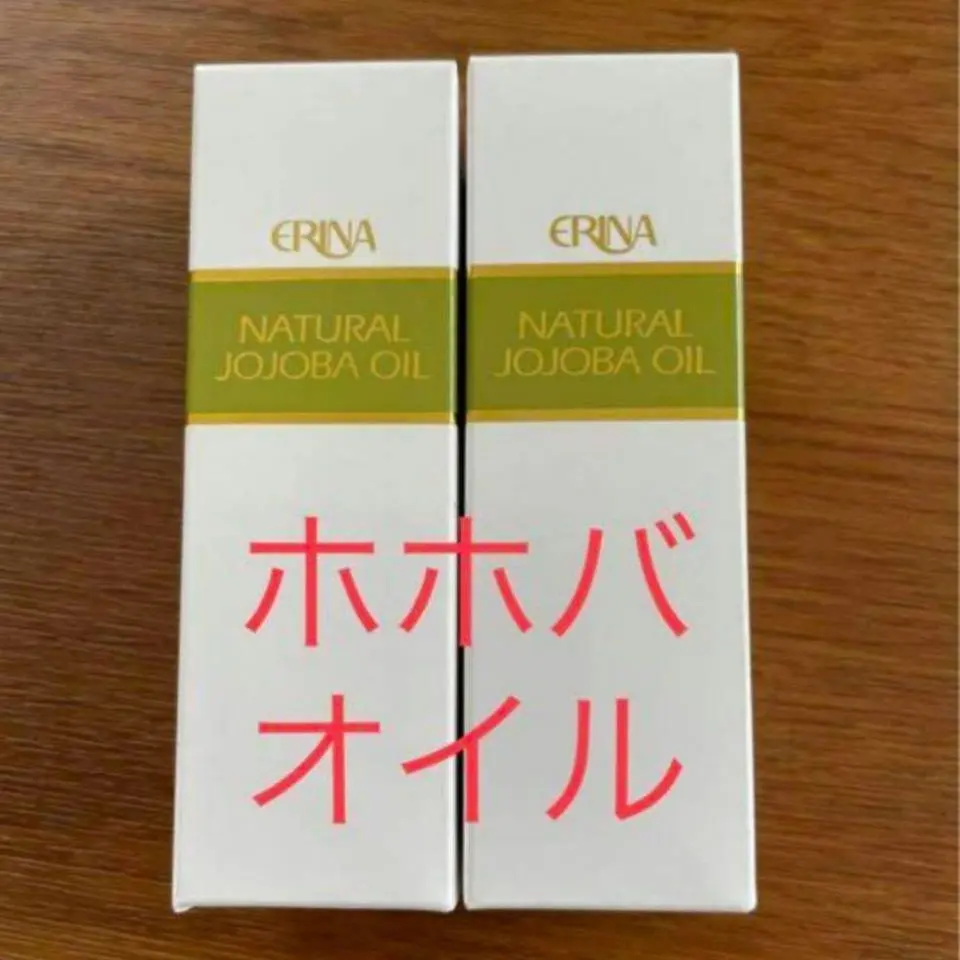 ERINA
NATURAL
JOJOBA OIL
ERINA
NATURAL
JOJOBA OIL
ホホバ
オイル